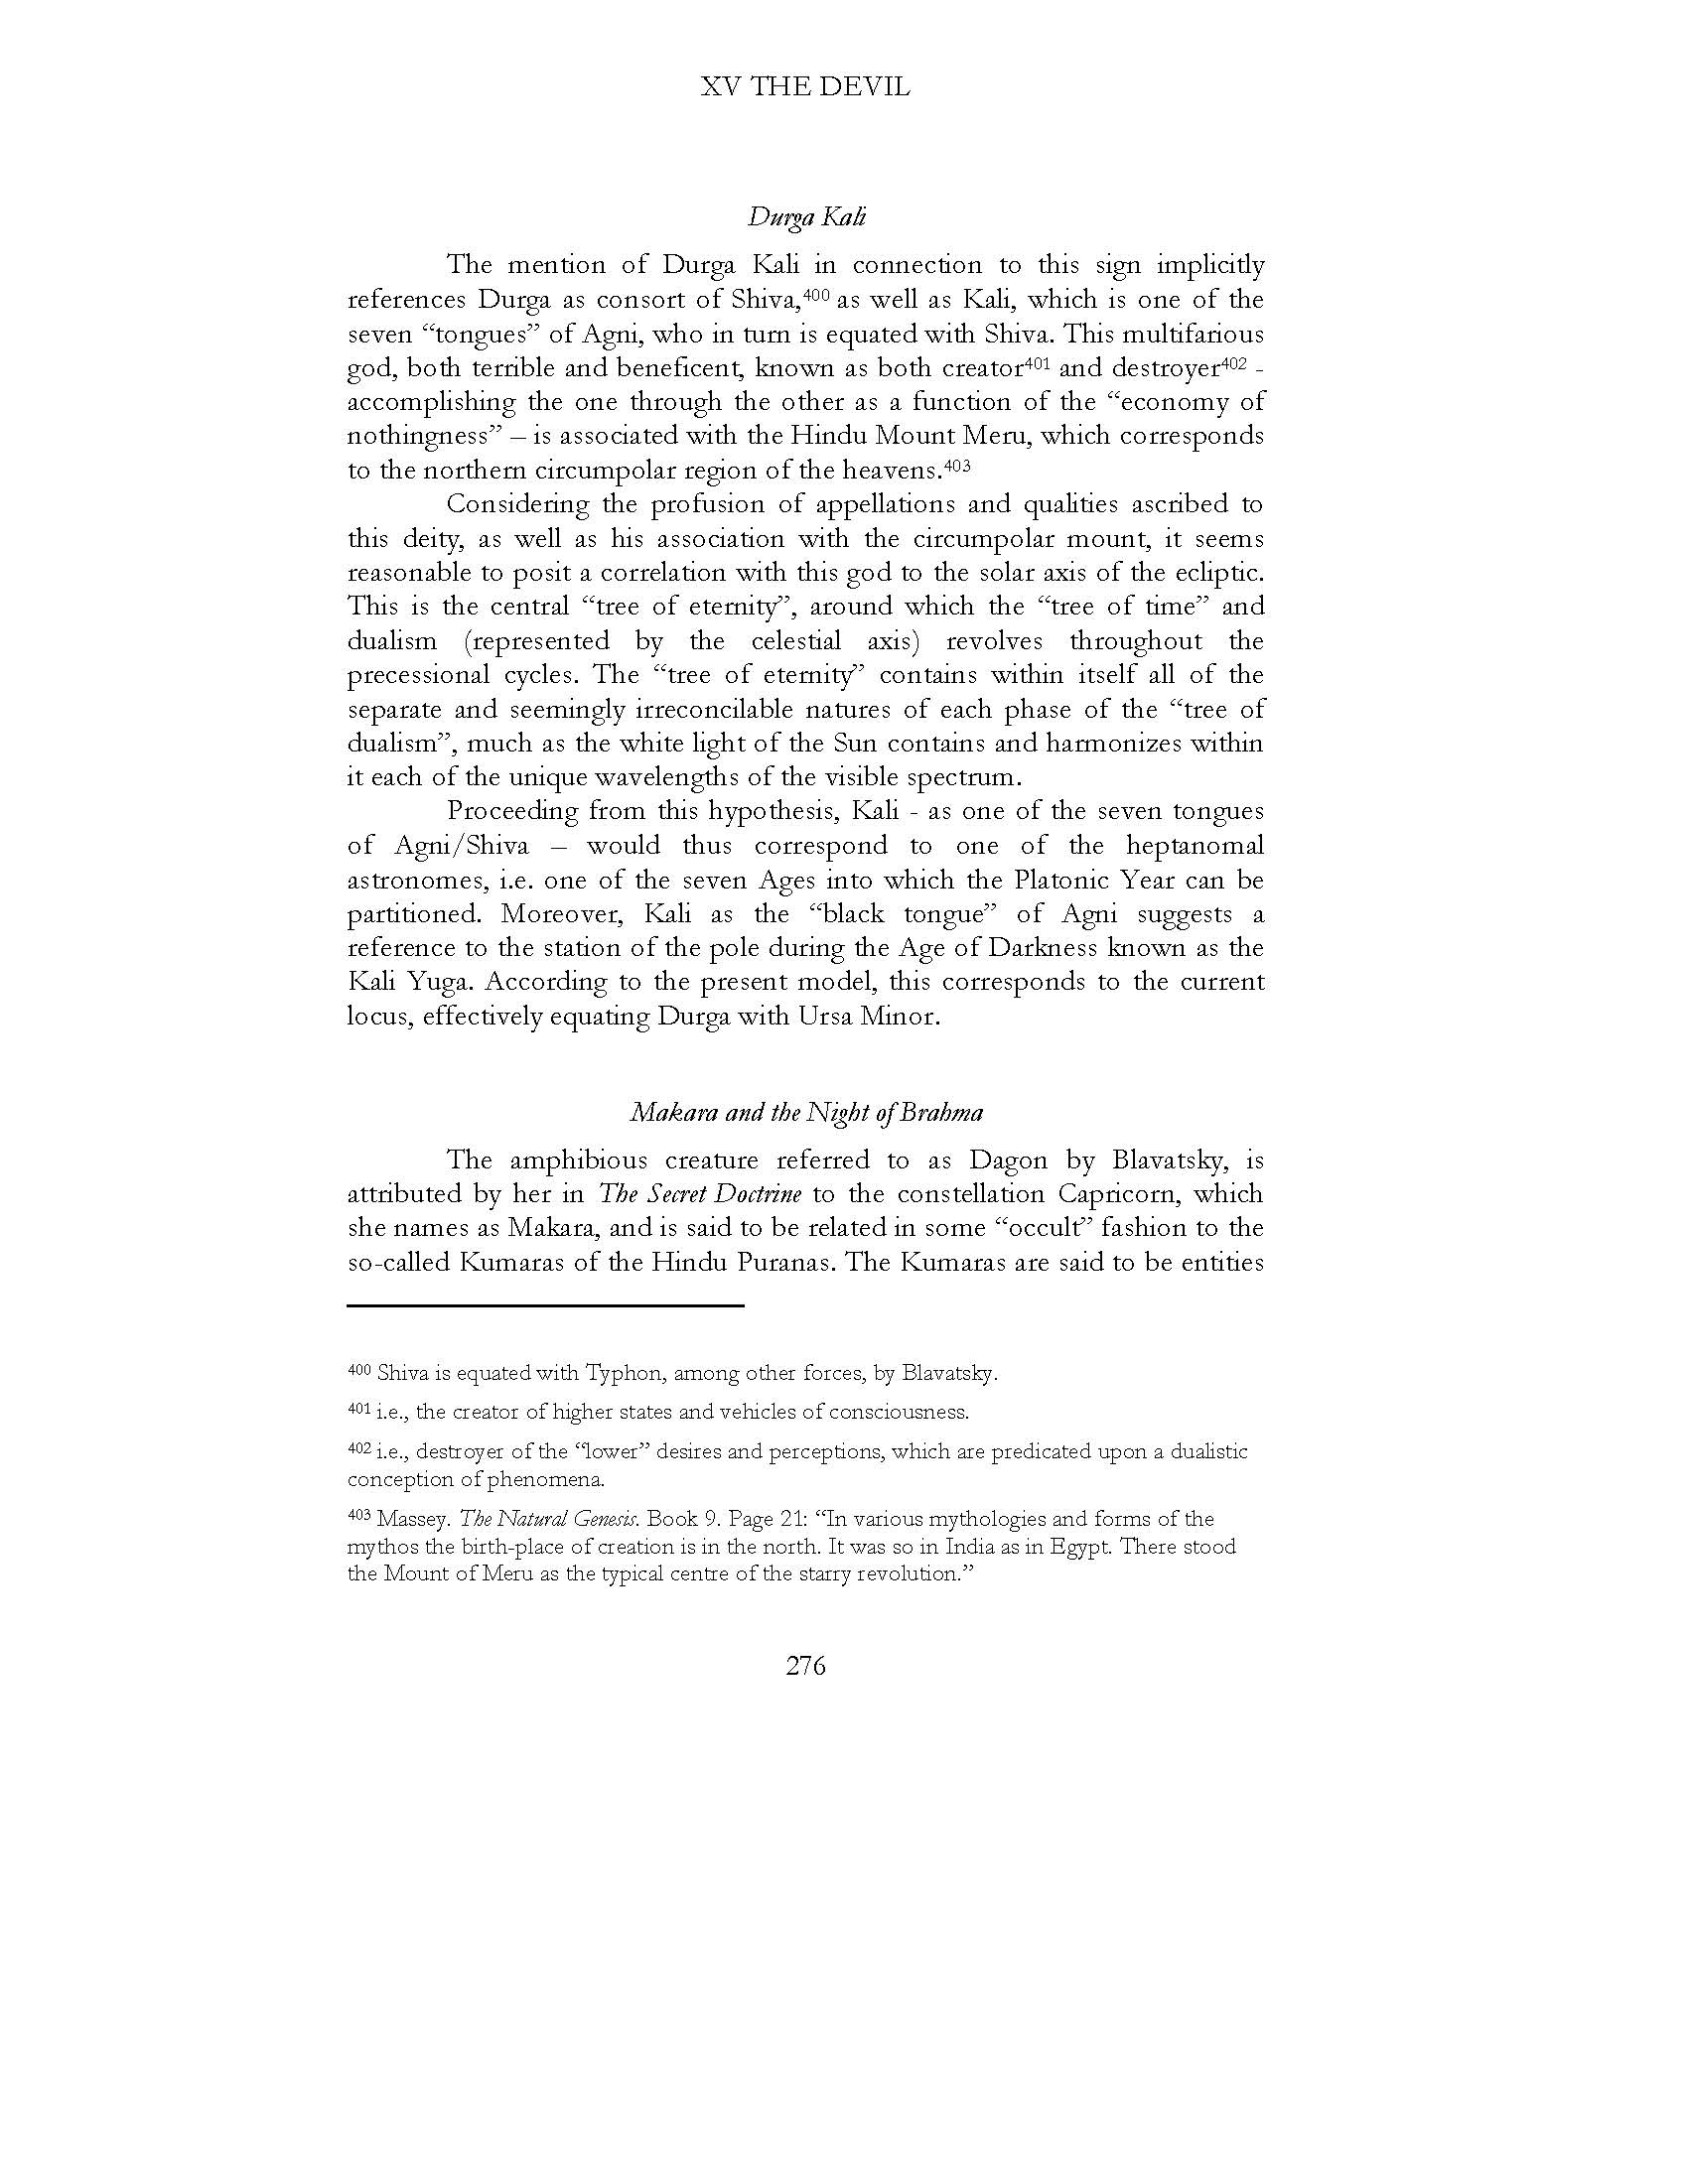 XV THE DEVIL
Durga Kali
The mention of Durga Kali in connection to this sign implicitly
references Durga as consort of Shiva,400 as well as Kali, which is one of the
seven “tongues” of Agni, who in turn is equated with Shiva. This multifarious
god, both terrible and beneficent, known as both creator401 and destroyer402 -
accomplishing the one through the other as a function of the “economy of
nothingness” – is associated with the Hindu Mount Meru, which corresponds
to the northern circumpolar region of the heavens.403
Considering the profusion of appellations and qualities ascribed to
this deity, as well as his association with the circumpolar mount, it seems
reasonable to posit a correlation with this god to the solar axis of the ecliptic.
This is the central “tree of eternity”, around which the “tree of time” and
dualism (represented by the celestial axis) revolves throughout the
precessional cycles. The “tree of eternity” contains within itself all of the
separate and seemingly irreconcilable natures of each phase of the “tree of
dualism”, much as the white light of the Sun contains and harmonizes within
it each of the unique wavelengths of the visible spectrum.
Proceeding from this hypothesis, Kali - as one of the seven tongues
of Agni/Shiva – would thus correspond to one of the heptanomal
astronomes, i.e. one of the seven Ages into which the Platonic Year can be
partitioned. Moreover, Kali as the “black tongue” of Agni suggests a
reference to the station of the pole during the Age of Darkness known as the
Kali Yuga. According to the present model, this corresponds to the current
locus, effectively equating Durga with Ursa Minor.
Makara and the Night of Brahma
The amphibious creature referred to as Dagon by Blavatsky, is
attributed by her in The Secret Doctrine to the constellation Capricorn, which
she names as Makara, and is said to be related in some “occult” fashion to the
so-called Kumaras of the Hindu Puranas. The Kumaras are said to be entities
400 Shiva is equated with Typhon, among other forces, by Blavatsky.
401 i.e., the creator of higher states and vehicles of consciousness.
402 i.e., destroyer of the “lower” desires and perceptions, which are predicated upon a dualistic
conception of phenomena.
403 Massey. The Natural Genesis. Book 9. Page 21: “In various mythologies and forms of the
mythos the birth-place of creation is in the north. It was so in India as in Egypt. There stood
the Mount of Meru as the typical centre of the starry revolution.”
276